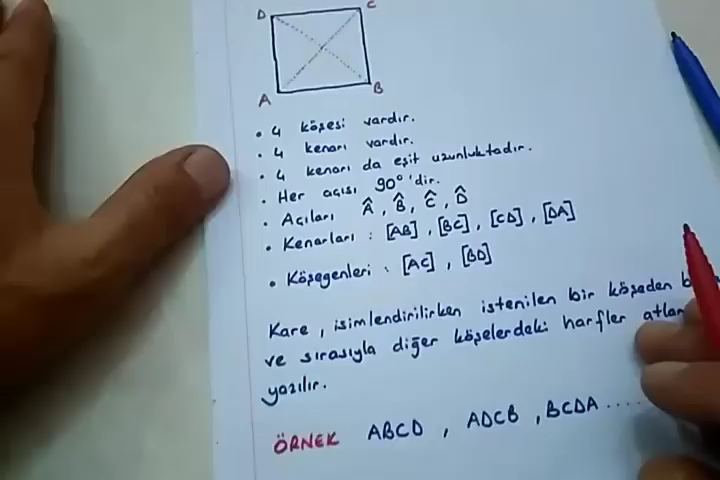 D C
A B
• 4 köşesi vardır.
• 4 kenarı vardır.
• 4 kenarı da eşit uzunluktadır.
• Her açısı 90°'dir.
• Açıları Â, B̂, Ĉ, D̂
• Kenarları : [AB], [BC], [CD], [DA]
• Köşegenleri : [AC], [BD]
Kare, isimlendirilirken istenilen bir köşeden
ve sırasıyla diğer köşelerdeki harfler
yazılır.
ÖRNEK ABCD, ADCB, BCDA ....